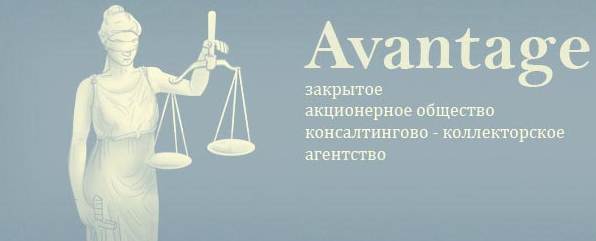 Avantage
закрытое
акционерное общество
консалтингово - коллекторское
агентство